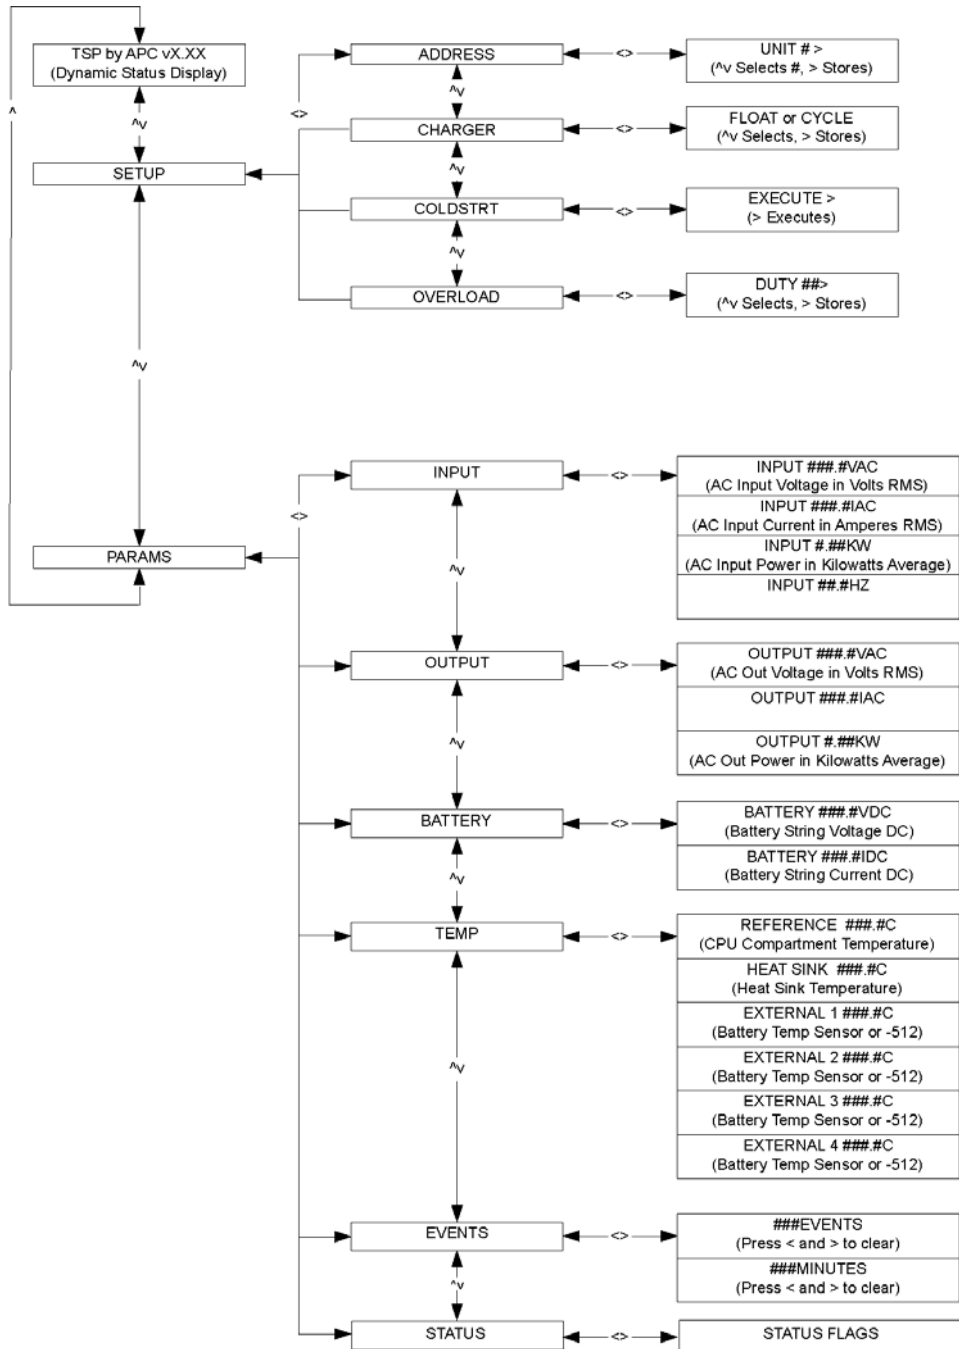 TSP by APC vX.XX
(Dynamic Status Display)
^
^v
SETUP
^v
PARAMS
<>
ADDRESS
<>
UNIT # >
(^v Selects #, > Stores)
^v
CHARGER
<>
FLOAT or CYCLE
(^v Selects, > Stores)
^v
COLDSTRT
<>
EXECUTE >
(> Executes)
^v
OVERLOAD
<>
DUTY ##>
(^v Selects, > Stores)
<>
INPUT
<>
INPUT ###.#VAC
(AC Input Voltage in Volts RMS)
INPUT ###.#IAC
(AC Input Current in Amperes RMS)
INPUT #.##KW
(AC Input Power in Kilowatts Average)
INPUT ##.#HZ
^v
OUTPUT
<>
OUTPUT ###.#VAC
(AC Out Voltage in Volts RMS)
OUTPUT ###.#IAC
OUTPUT #.##KW
(AC Out Power in Kilowatts Average)
^v
BATTERY
<>
BATTERY ###.#VDC
(Battery String Voltage DC)
BATTERY ###.#IDC
(Battery String Current DC)
^v
TEMP
<>
REFERENCE ###.#C
(CPU Compartment Temperature)
HEAT SINK ###.#C
(Heat Sink Temperature)
EXTERNAL 1 ###.#C
(Battery Temp Sensor or -512)
EXTERNAL 2 ###.#C
(Battery Temp Sensor or -512)
EXTERNAL 3 ###.#C
(Battery Temp Sensor or -512)
EXTERNAL 4 ###.#C
(Battery Temp Sensor or -512)
^v
EVENTS
<>
###EVENTS
(Press < and > to clear)
###MINUTES
(Press < and > to clear)
^v
STATUS
<>
STATUS FLAGS